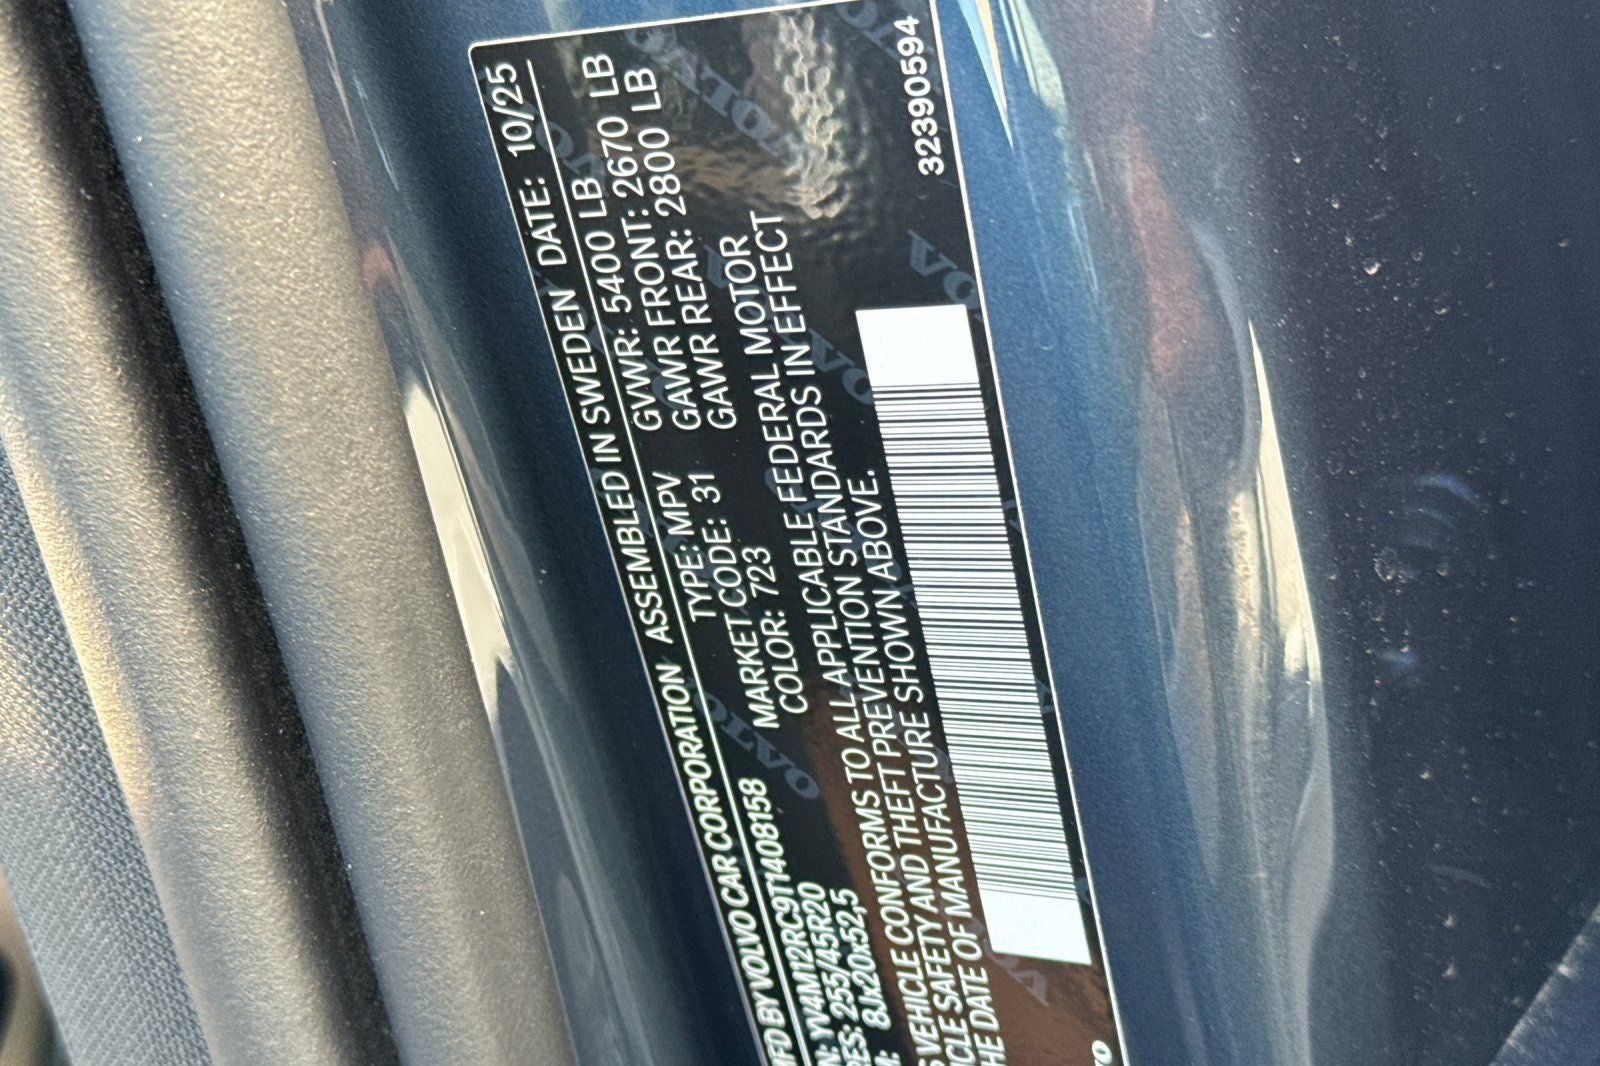 MFD BY VOLVO CAR CORPORATION ASSEMBLED IN SWEDEN DATE: 10/25
YV4M12RC9T1408158 TYPE: MPV GVWR: 5400 LB
255/45R20 MARKET CODE: 31 GAWR FRONT: 2670 LB
8Jx20x52,5 COLOR: 723 GAWR REAR: 2800 LB
VEHICLE CONFORMS TO ALL APPLICABLE FEDERAL MOTOR
SAFETY AND THEFT PREVENTION STANDARDS IN EFFECT
DATE OF MANUFACTURE SHOWN ABOVE.
32390594
VOLVO